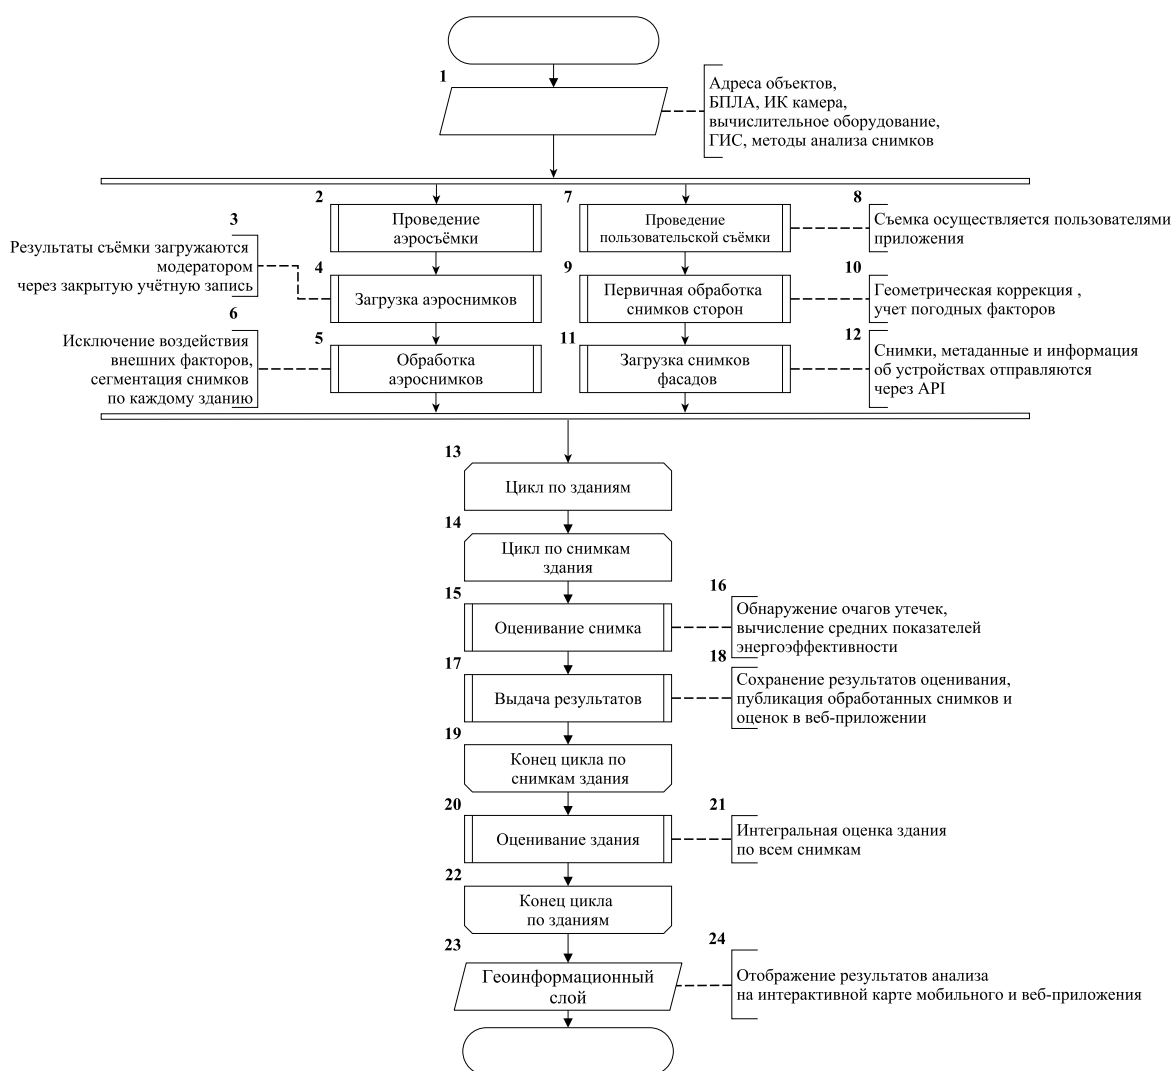 1
Адреса объектов,
БПЛА, ИК камера,
вычислительное оборудование,
ГИС, методы анализа снимков
2
Проведение
аэросъёмки
3
Результаты съёмки загружаются
модератором
через закрытую учётную запись
4
Загрузка аэроснимков
5
Обработка
аэроснимков
6
Исключение воздействия
внешних факторов,
сегментация снимков
по каждому зданию
7
Проведение
пользовательской съёмки
8
Съемка осуществляется пользователями
приложения
9
Первичная обработка
снимков сторон
10
Геометрическая коррекция ,
учет погодных факторов
11
Загрузка снимков
фасадов
12
Снимки, метаданные и информация
об устройствах отправляются
через API
13
Цикл по зданиям
14
Цикл по снимкам
здания
15
Оценивание снимка
16
Обнаружение очагов утечек,
вычисление средних показателей
энергоэффективности
17
Выдача результатов
18
Сохранение результатов оценивания,
публикация обработанных снимков и
оценок в веб-приложении
19
Конец цикла по
снимкам здания
20
Оценивание здания
21
Интегральная оценка здания
по всем снимкам
22
Конец цикла
по зданиям
23
Геоинформационный
слой
24
Отображение результатов анализа
на интерактивной карте мобильного и веб-приложения